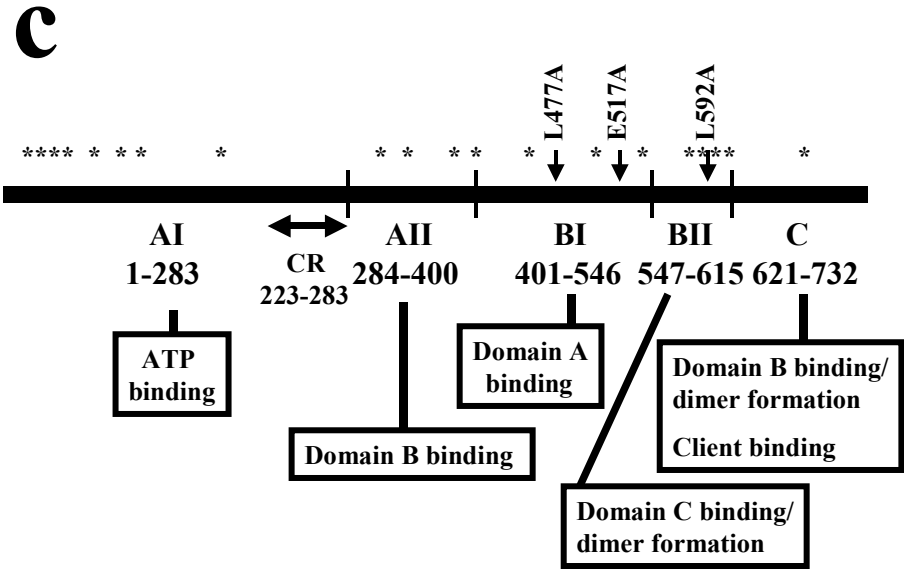 c
L477A
E517A
L592A
**** * * * * * * * * * * * **** *
AI
1-283
CR
223-283
AII
284-400
BI
401-546
BII
547-615
C
621-732
ATP
binding
Domain B binding
Domain A
binding
Domain C binding/
dimer formation
Domain B binding/
dimer formation
Client binding